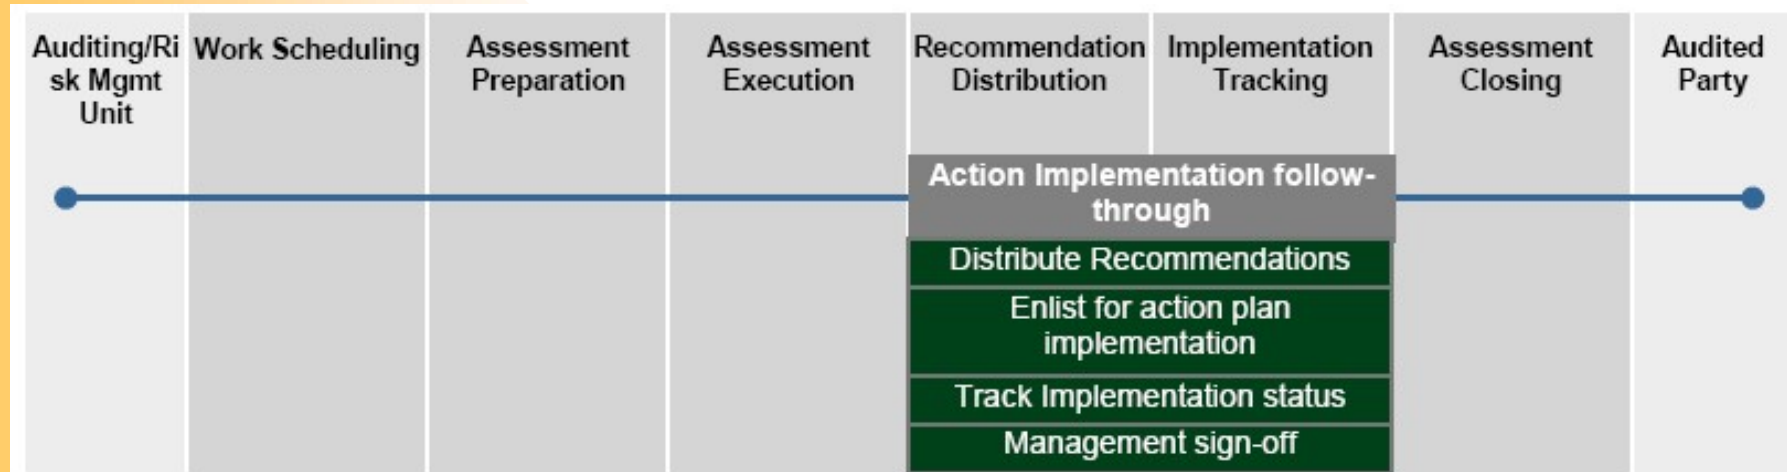 Auditing/Ri
sk Mgmt
Unit
Work Scheduling
Assessment
Preparation
Assessment
Execution
Recommendation
Distribution
Implementation
Tracking
Assessment
Closing
Audited
Party
Action Implementation follow-
through
Distribute Recommendations
Enlist for action plan
implementation
Track Implementation status
Management sign-off